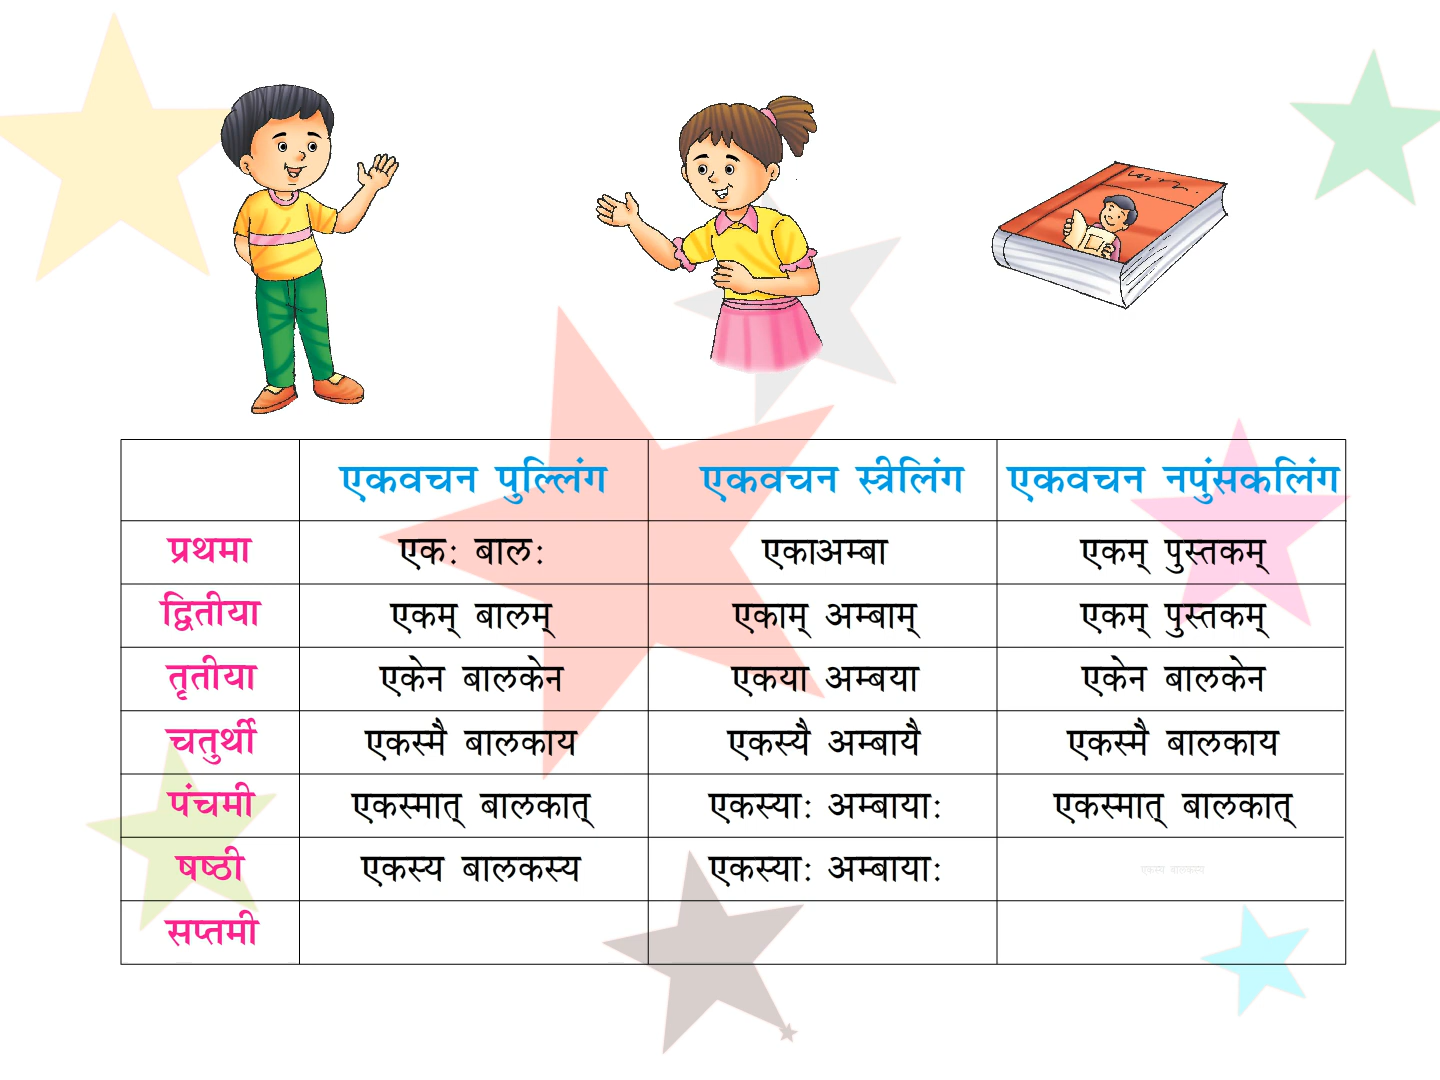 एकवचन पुल्लिंग एकवचन स्त्रीलिंग एकवचन नपुंसकलिंग
प्रथमा एकः बालः एकाअम्बा एकम् पुस्तकम्
द्वितीया एकम् बालम् एकाम् अम्बाम् एकम् पुस्तकम्
तृतीया एकेन बालकेन एकया अम्बया एकेन बालकेन
चतुर्थी एकस्मै बालकाय एकस्यै अम्बायै एकस्मै बालकाय
पंचमी एकस्मात् बालकात् एकस्याः अम्बायाः एकस्मात् बालकात्
षष्ठी एकस्य बालकस्य एकस्याः अम्बायाः एकस्य बालकस्य
सप्तमी